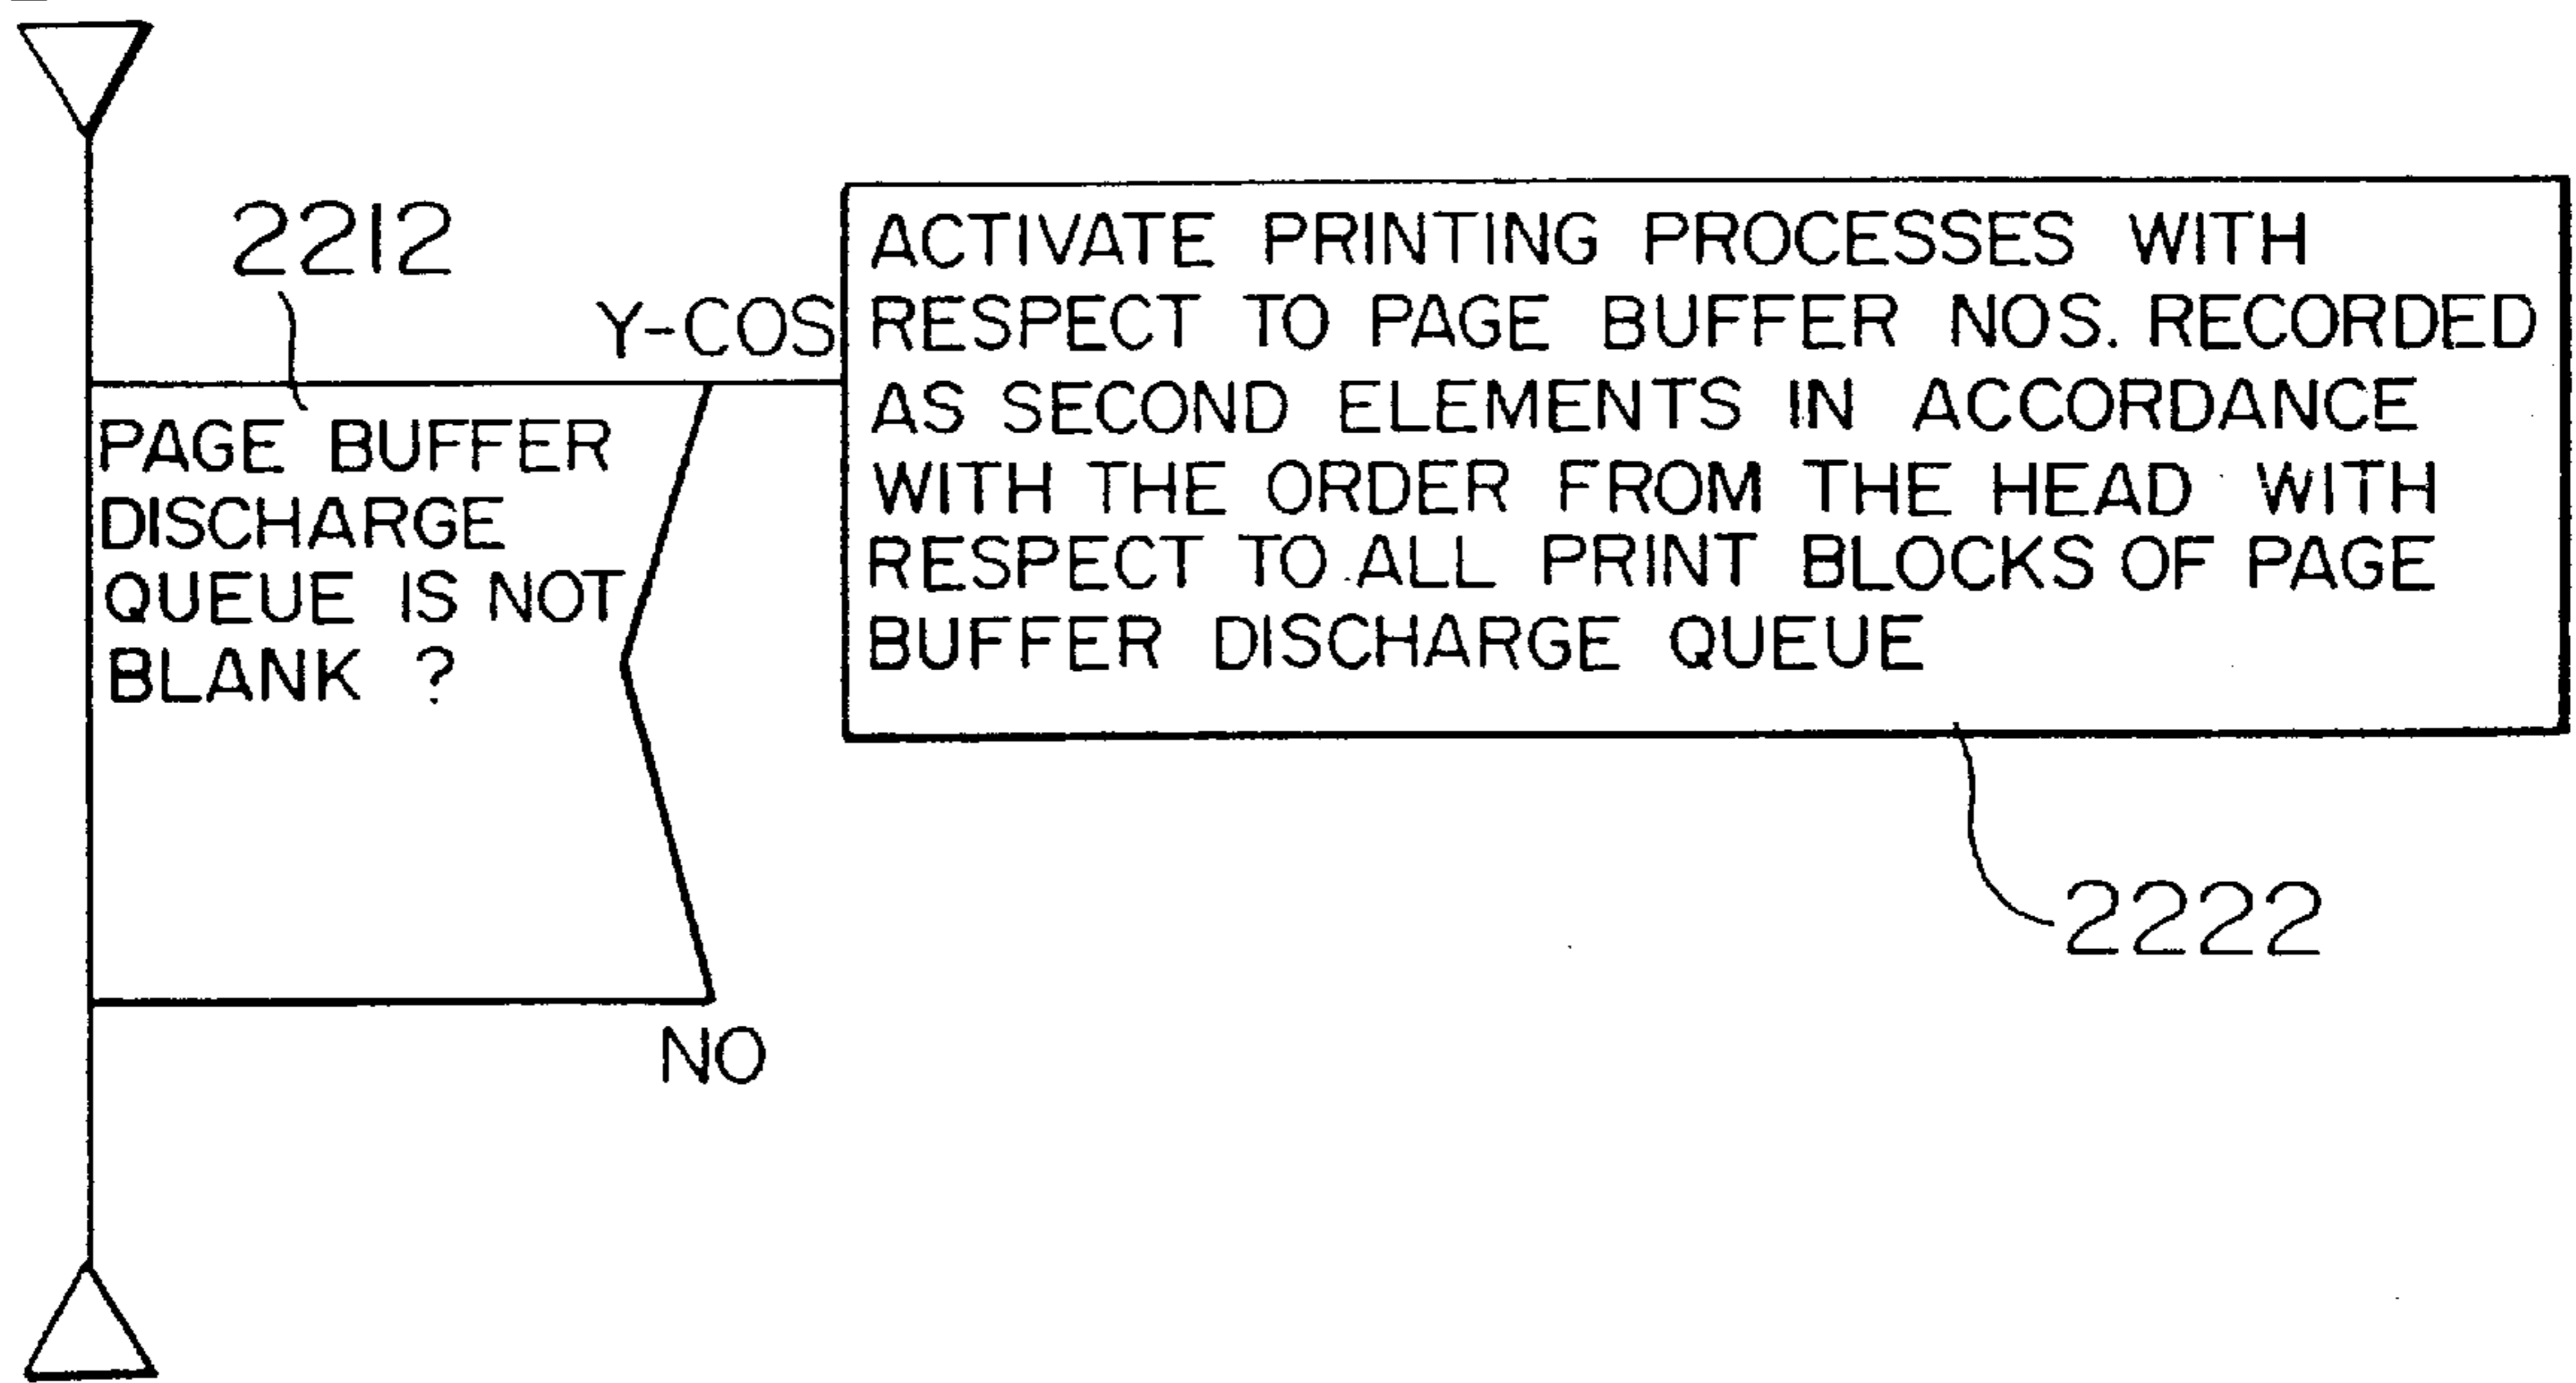 2212
Y-COS
PAGE BUFFER
DISCHARGE
QUEUE IS NOT
BLANK ?
NO
ACTIVATE PRINTING PROCESSES WITH
RESPECT TO PAGE BUFFER NOS. RECORDED
AS SECOND ELEMENTS IN ACCORDANCE
WITH THE ORDER FROM THE HEAD WITH
RESPECT TO ALL PRINT BLOCKS OF PAGE
BUFFER DISCHARGE QUEUE
2222